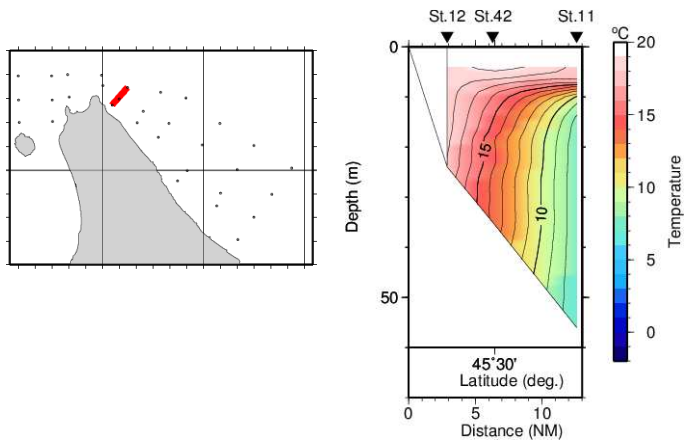 St.12 St.42 St.11
℃
0
50
Depth (m)
15
10
20
15
10
5
0
Temperature
45˚30'
Latitude (deg.)
0 5 10
Distance (NM)